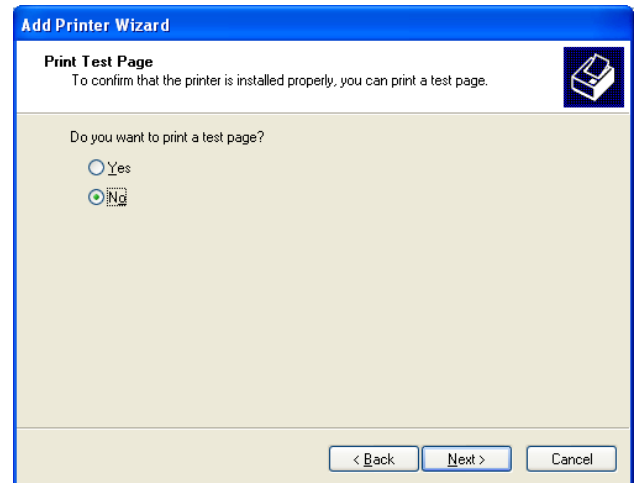 Add Printer Wizard
Print Test Page
To confirm that the printer is installed properly, you can print a test page.
Do you want to print a test page?
Yes
No
< Back
Next >
Cancel